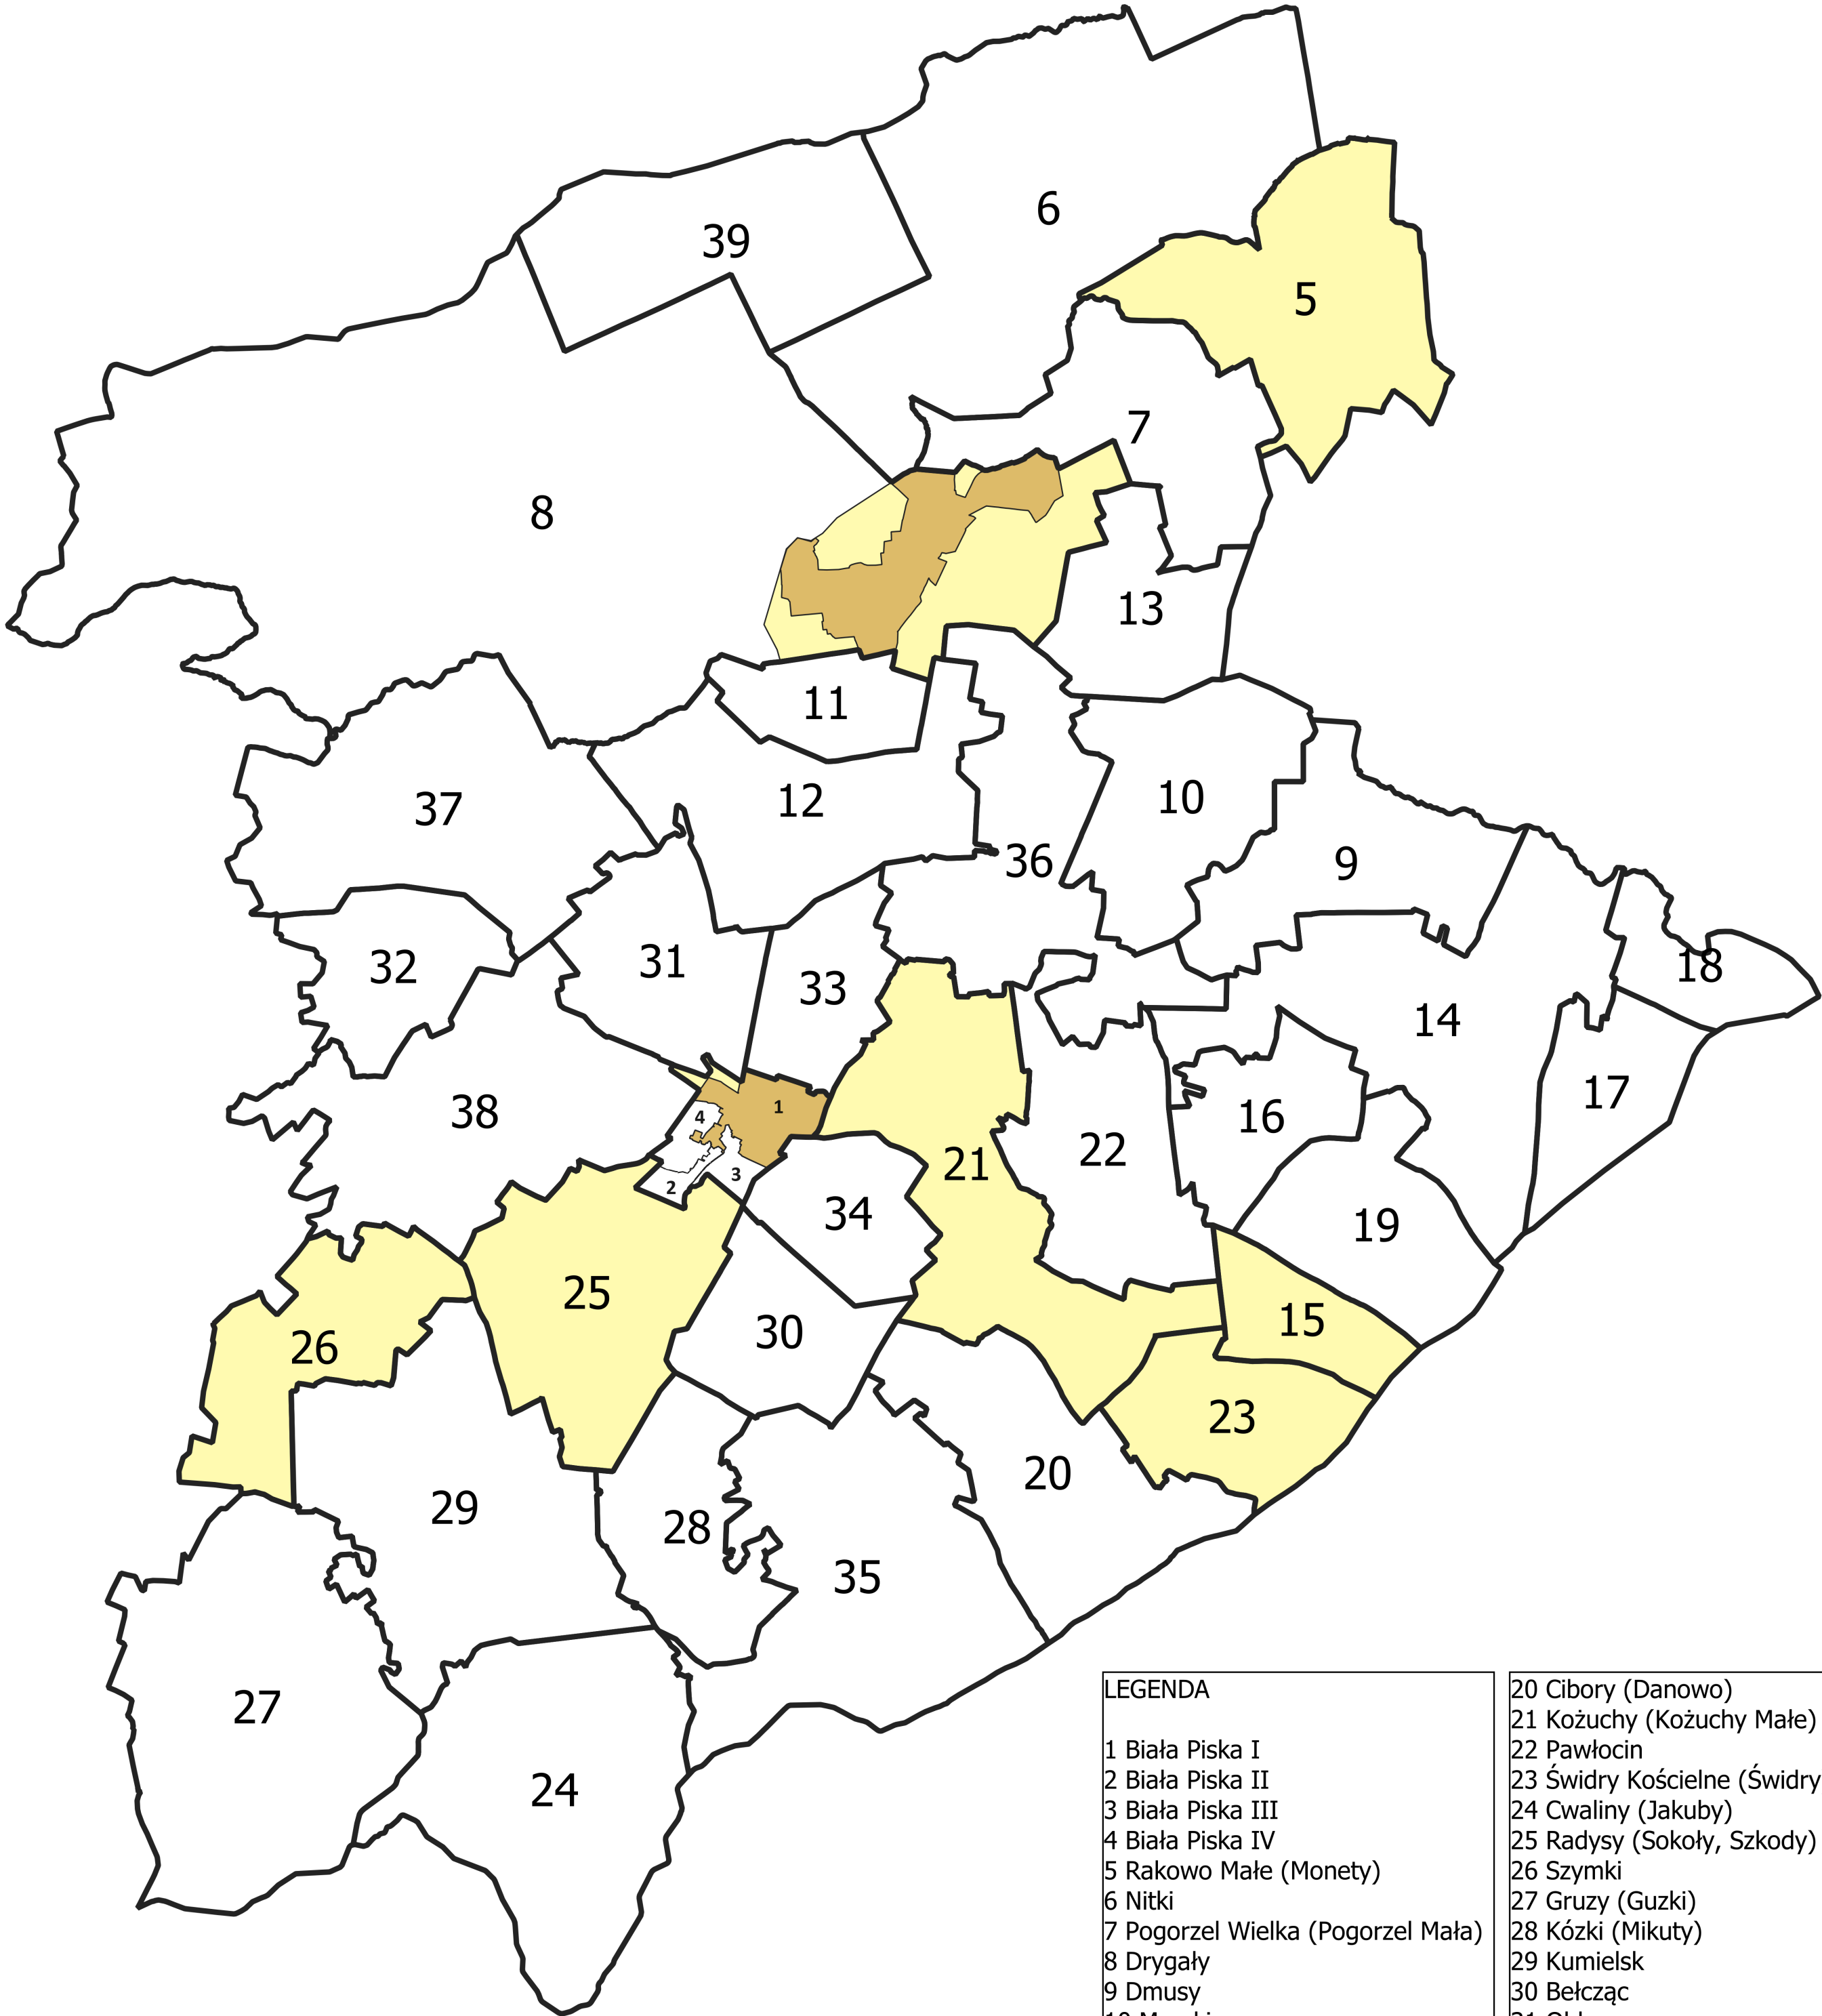 6
39
5
7
8
13
11
12
37
10
36
9
31
32
33
18
14
17
1
4
38
16
22
21
3
2
34
19
25
15
30
26
23
20
29
28
35
27
24
LEGENDA
1 Biała Piska I
2 Biała Piska II
3 Biała Piska III
4 Biała Piska IV
5 Rakowo Małe (Monety)
6 Nitki
7 Pogorzel Wielka (Pogorzel Mała)
8 Drygały
9 Dmusy
20 Cibory (Danowo)
21 Kożuchy (Kożuchy Małe)
22 Pawłocin
23 Świdry Kościelne (Świdry
24 Cwaliny (Jakuby)
25 Radysy (Sokoły, Szkody)
26 Szymki
27 Gruzy (Guzki)
28 Kózki (Mikuty)
29 Kumielsk
30 Bełcząc